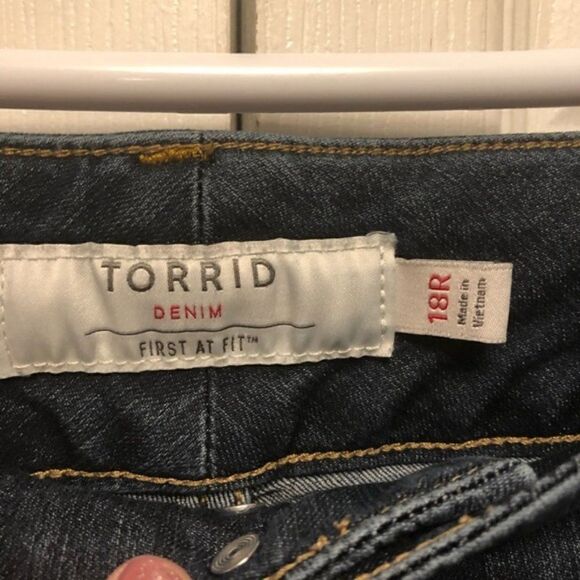 TORRID
DENIM
FIRST AT FIT™
18R
Made in
Vietnam